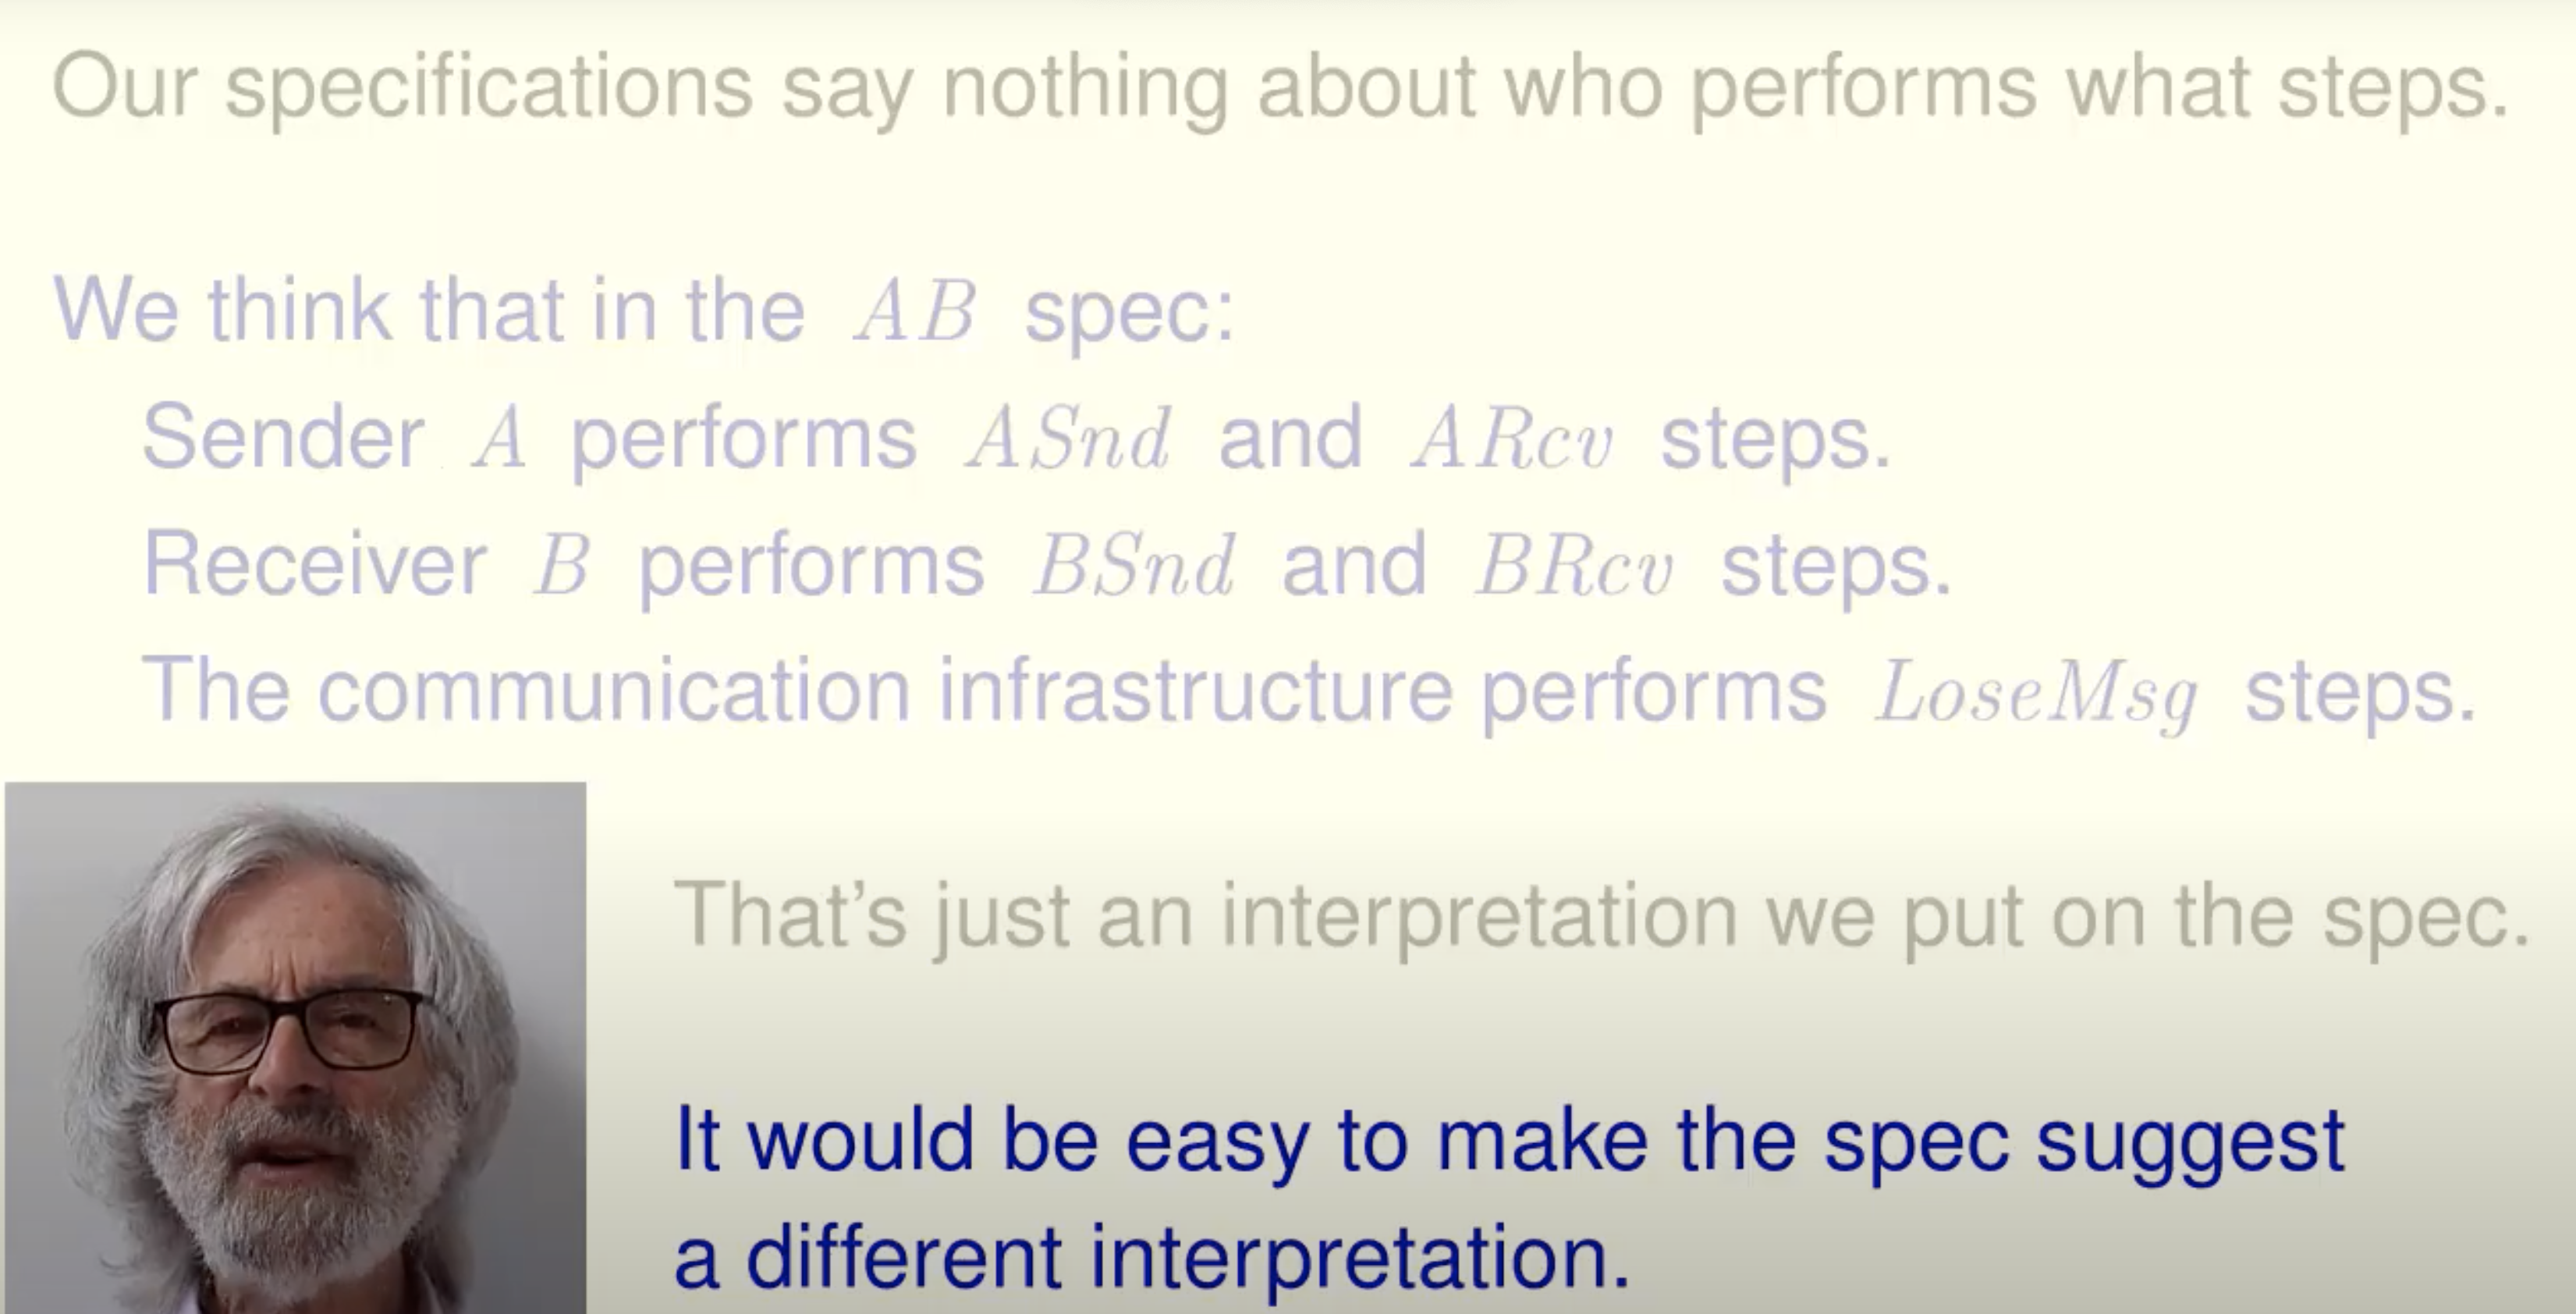 Our specifications say nothing about who performs what steps.
We think that in the AB spec:
Sender A performs ASnd and ARcv steps.
Receiver B performs BSnd and BRcv steps.
The communication infrastructure performs LoseMsg steps.
That's just an interpretation we put on the spec.
It would be easy to make the spec suggest
a different interpretation.